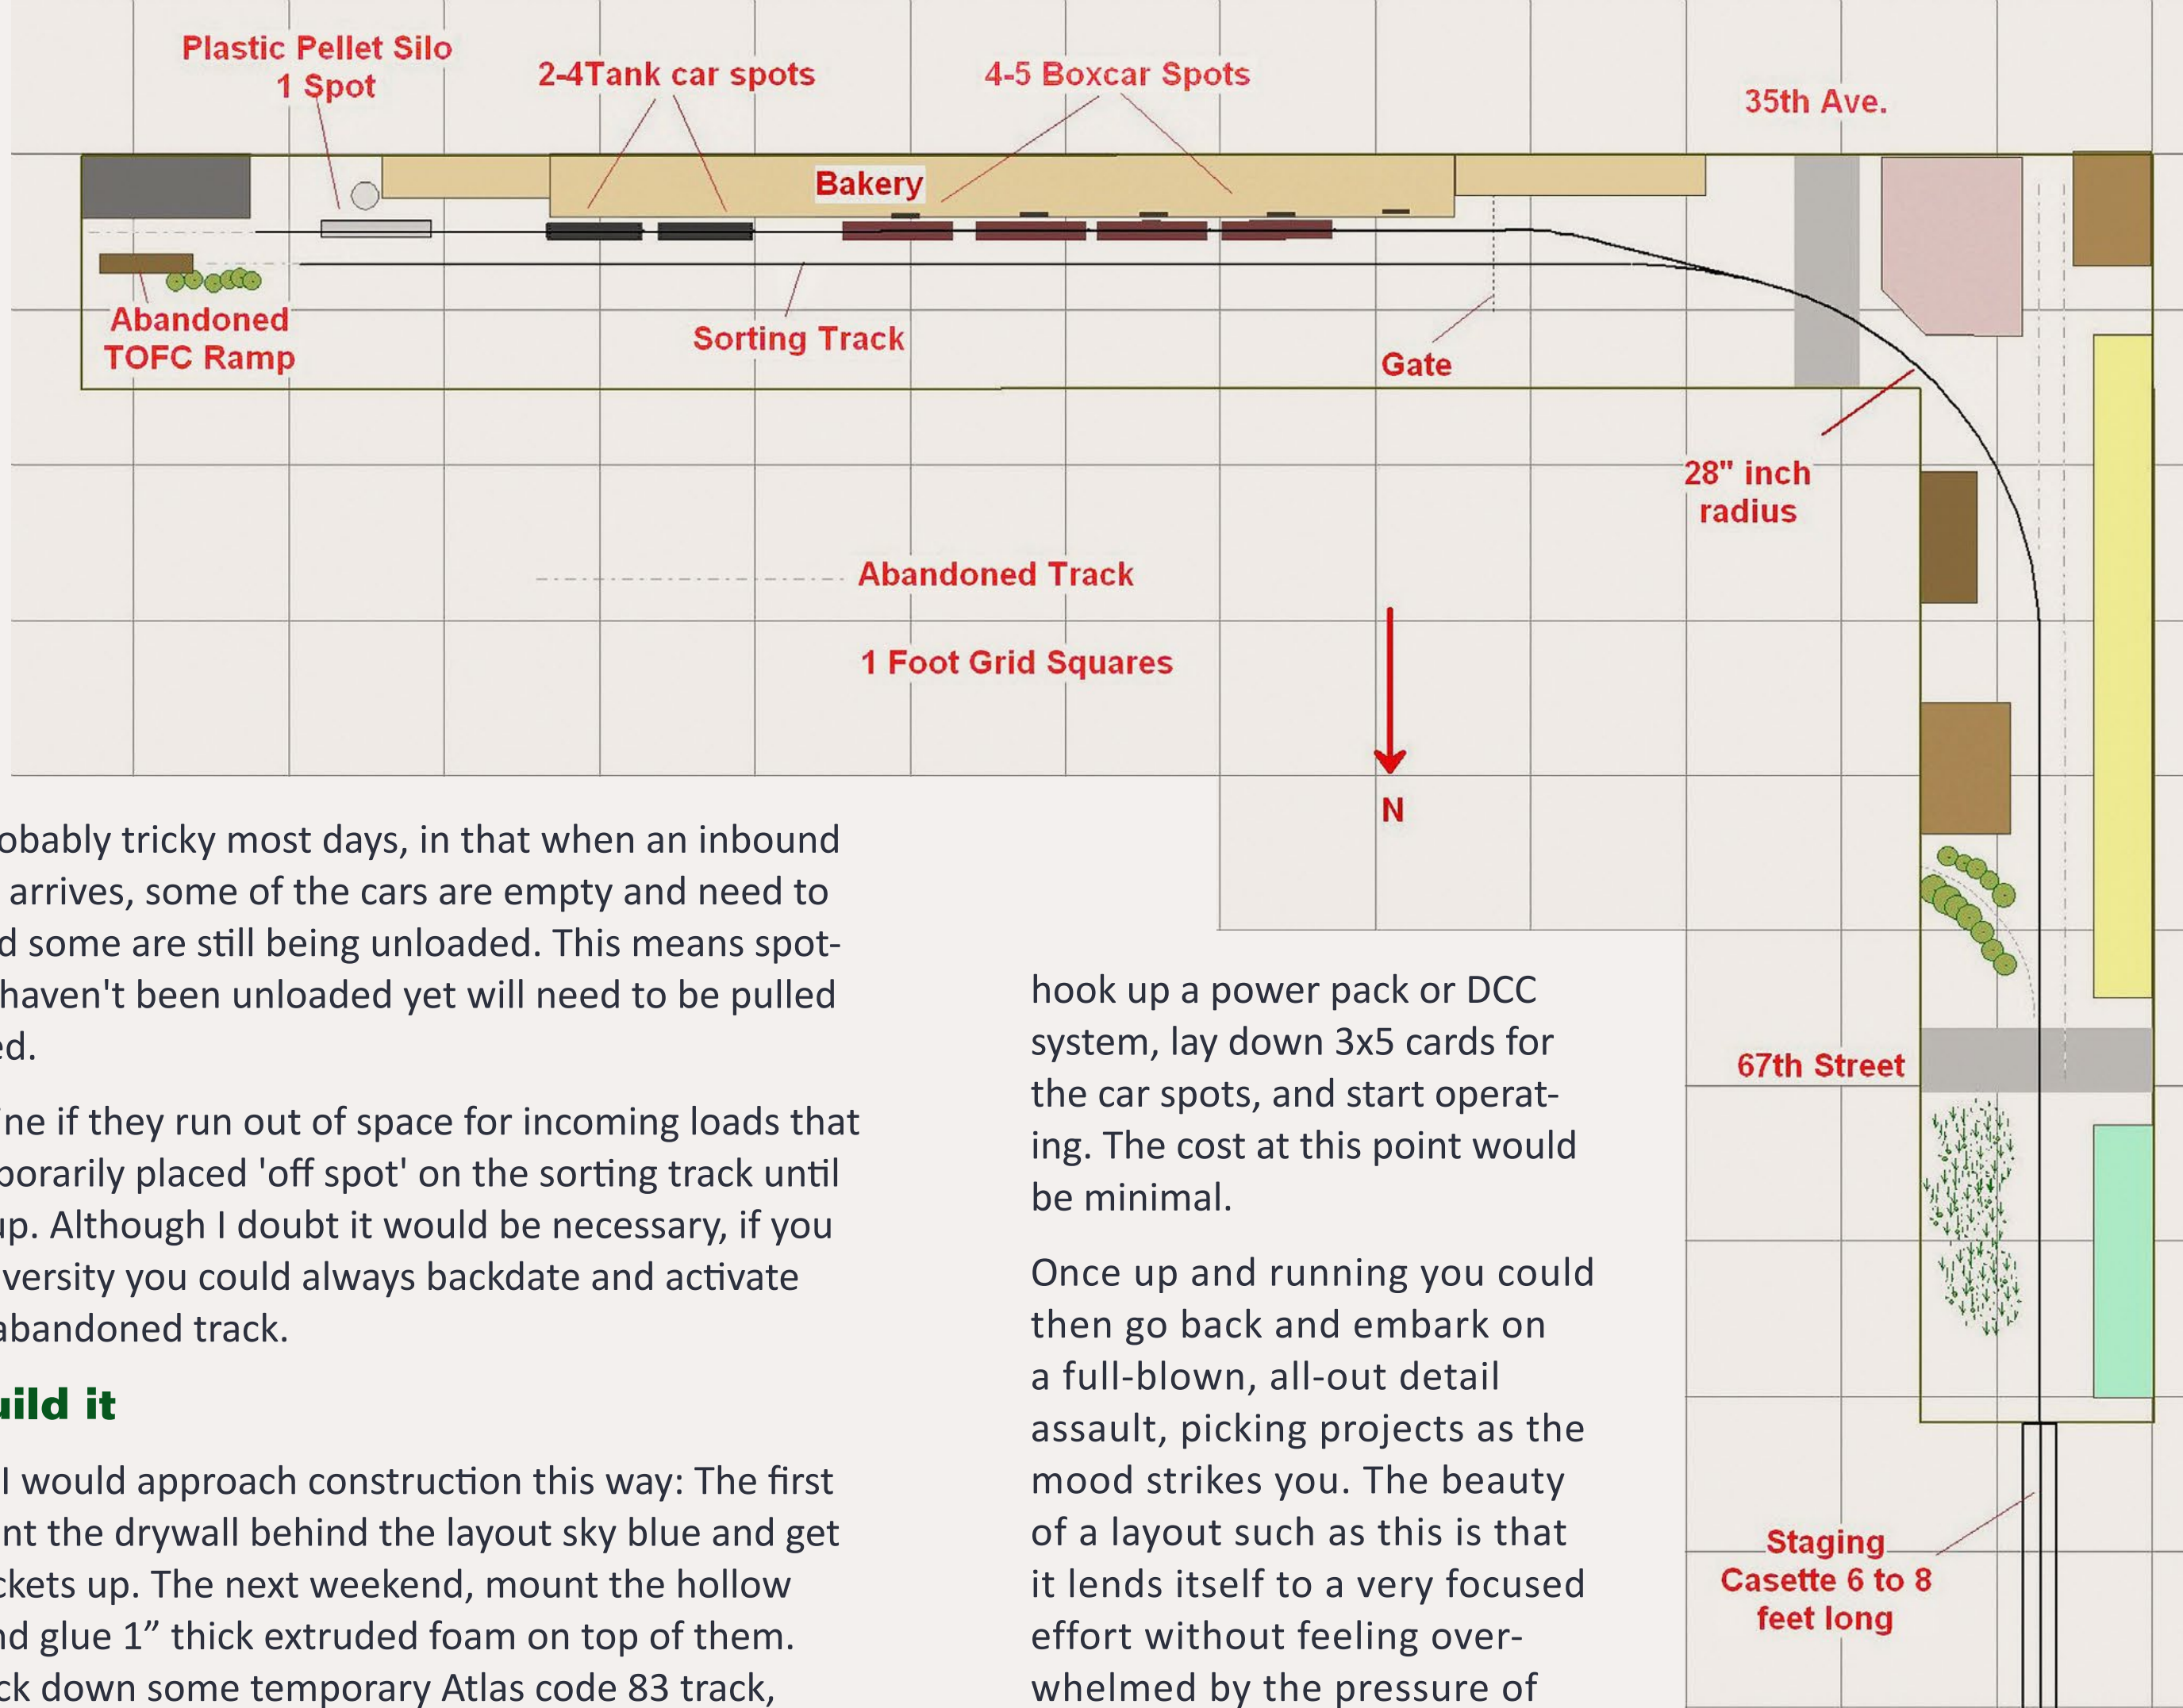 Plastic Pellet Silo
1 Spot
2-4Tank car spots
4-5 Boxcar Spots
35th Ave.
Bakery
Abandoned
TOFC Ramp
Sorting Track
Gate
28" inch
radius
Abandoned Track
1 Foot Grid Squares
N
67th Street
Staging
Casette 6 to 8
feet long
obably tricky most days, in that when an inbound
arrives, some of the cars are empty and need to
d some are still being unloaded. This means spot-
haven't been unloaded yet will need to be pulled
ed.
ine if they run out of space for incoming loads that
porarily placed 'off spot' on the sorting track until
up. Although I doubt it would be necessary, if you
versity you could always backdate and activate
abandoned track.
uild it
I would approach construction this way: The first
nt the drywall behind the layout sky blue and get
ckets up. The next weekend, mount the hollow
nd glue 1” thick extruded foam on top of them.
ck down some temporary Atlas code 83 track,
hook up a power pack or DCC
system, lay down 3x5 cards for
the car spots, and start operat-
ing. The cost at this point would
be minimal.
Once up and running you could
then go back and embark on
a full-blown, all-out detail
assault, picking projects as the
mood strikes you. The beauty
of a layout such as this is that
it lends itself to a very focused
effort without feeling over-
whelmed by the pressure of